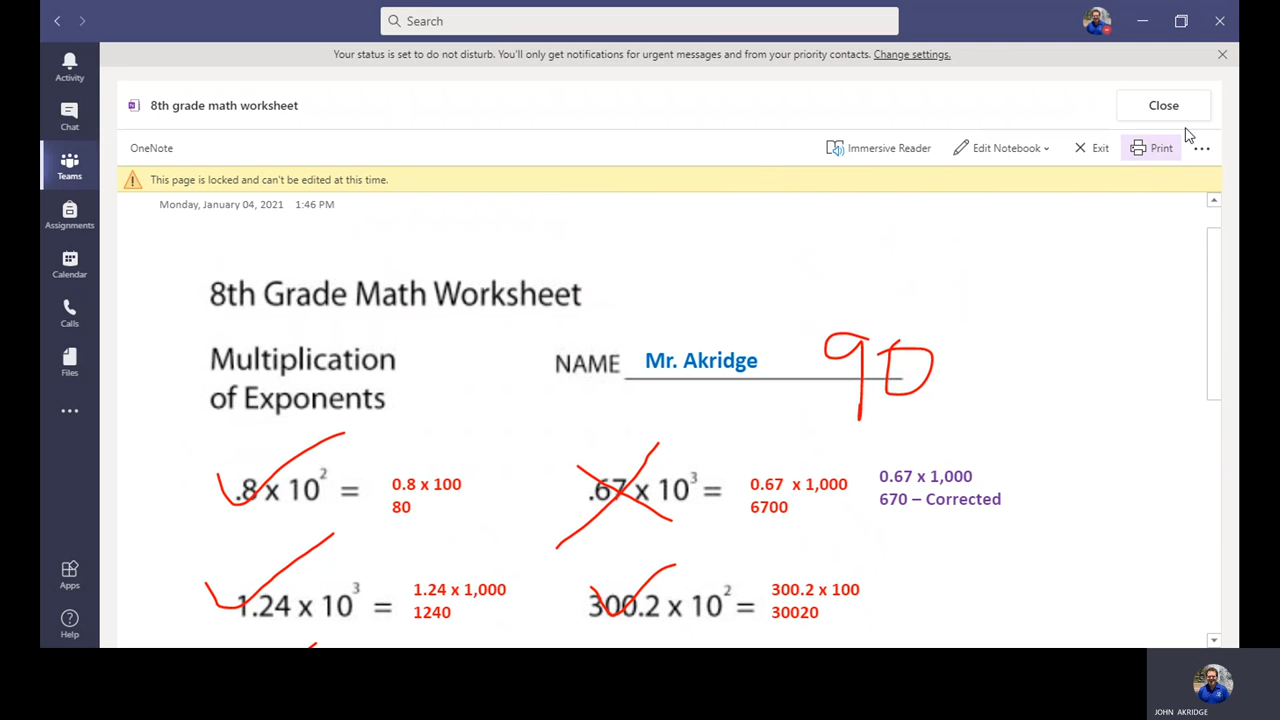 Search
Your status is set to do not disturb. You'll only get notifications for urgent messages and from your priority contacts. Change settings.
Activity
Chat
Teams
Assignments
Calendar
Calls
Files
Apps
Help
8th grade math worksheet
Close
OneNote
Immersive Reader
Edit Notebook
Exit
Print
This page is locked and can't be edited at this time.
Monday, January 04, 2021 1:46 PM
8th Grade Math Worksheet
Multiplication
of Exponents
NAME Mr. Akridge
90
.8 x 10² =
0.8 x 100
80
.67 x 10³ =
0.67 x 1,000
6700
0.67 x 1,000
670 – Corrected
1.24 x 10³ =
1.24 x 1,000
1240
300.2 x 10² =
300.2 x 100
30020
JOHN AKRIDGE